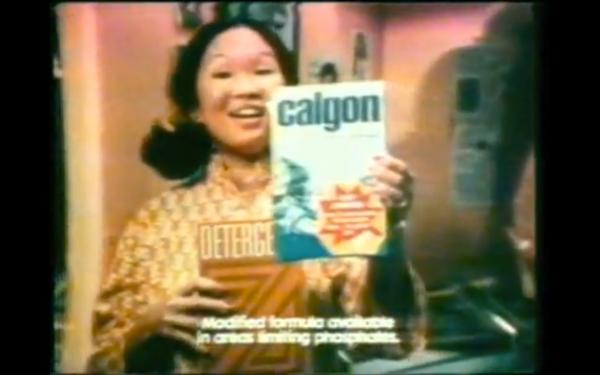 calgon
DETERGE
Modified formula available
in areas limiting phosphates.